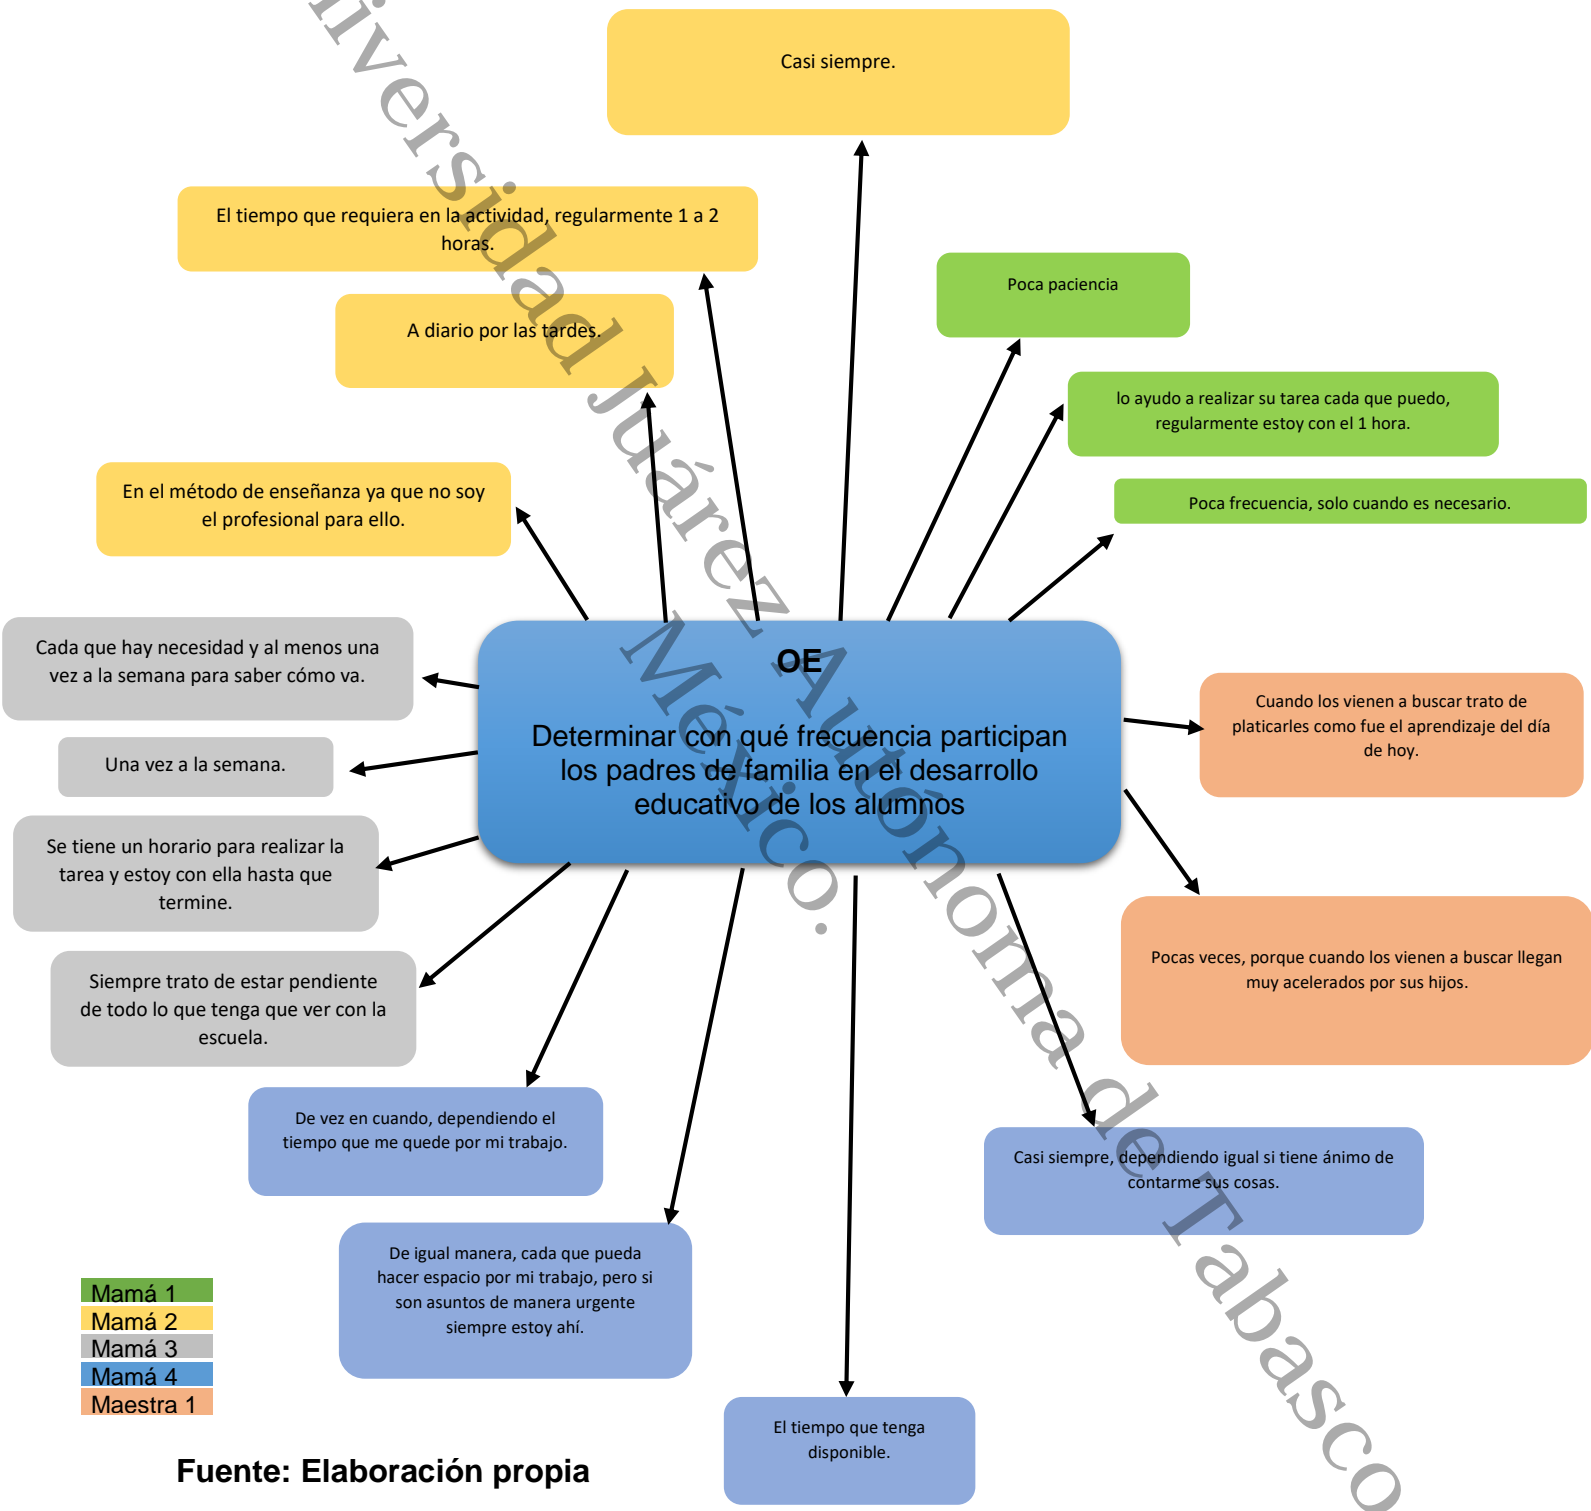 Casi siempre.
El tiempo que requiera en la actividad, regularmente 1 a 2
horas.
Poca paciencia
A diario por las tardes.
lo ayudo a realizar su tarea cada que puedo,
regularmente estoy con el 1 hora.
En el método de enseñanza ya que no soy
el profesional para ello.
Poca frecuencia, solo cuando es necesario.
Cada que hay necesidad y al menos una
vez a la semana para saber cómo va.
OE
Determinar con qué frecuencia participan
los padres de familia en el desarrollo
educativo de los alumnos
Cuando los vienen a buscar trato de
platicarles como fue el aprendizaje del día
de hoy.
Una vez a la semana.
Se tiene un horario para realizar la
tarea y estoy con ella hasta que
termine.
Pocas veces, porque cuando los vienen a buscar llegan
muy acelerados por sus hijos.
Siempre trato de estar pendiente
de todo lo que tenga que ver con la
escuela.
De vez en cuando, dependiendo el
tiempo que me quede por mi trabajo.
Casi siempre, dependiendo igual si tiene ánimo de
contarme sus cosas.
De igual manera, cada que pueda
hacer espacio por mi trabajo, pero si
son asuntos de manera urgente
siempre estoy ahí.
Mamá 1
Mamá 2
Mamá 3
Mamá 4
Maestra 1
El tiempo que tenga
disponible.
Fuente: Elaboración propia
niversidad Juárez Autónoma de Tabasco
México.